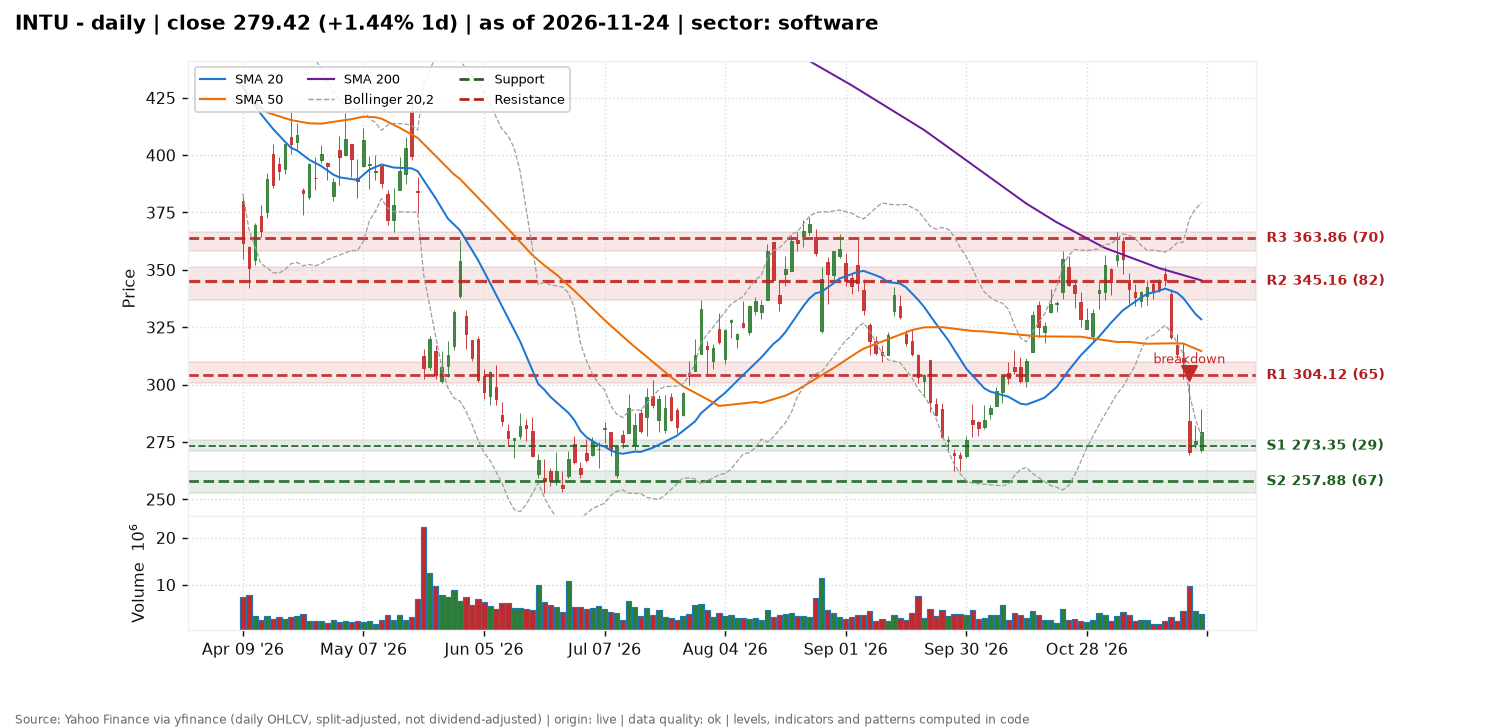 INTU - daily | close 279.42 (+1.44% 1d) | as of 2026-11-24 | sector: software
SMA 20
SMA 50
SMA 200
Bollinger 20,2
Support
Resistance
Price
425
400
375
350
325
300
275
250
breakdown
R3 363.86 (70)
R2 345.16 (82)
R1 304.12 (65)
S1 273.35 (29)
S2 257.88 (67)
Volume 10⁶
20
10
Apr 09 '26
May 07 '26
Jun 05 '26
Jul 07 '26
Aug 04 '26
Sep 01 '26
Sep 30 '26
Oct 28 '26
Source: Yahoo Finance via yfinance (daily OHLCV, split-adjusted, not dividend-adjusted) | origin: live | data quality: ok | levels, indicators and patterns computed in code